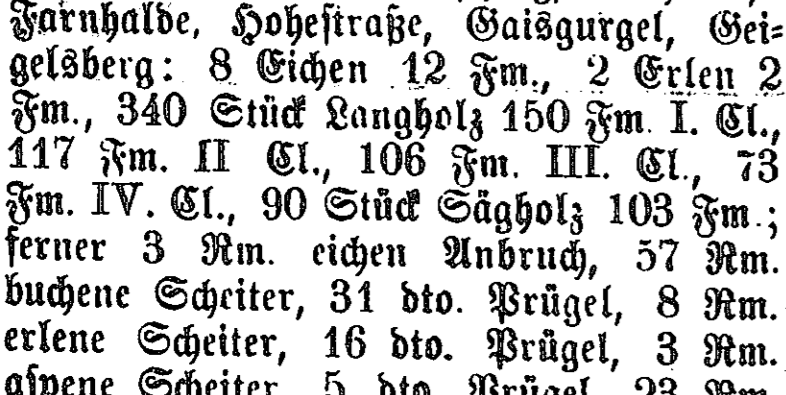 Farnhalde, Hohestraße, Gaisgurgel, Gei-
gelsberg: 8 Eichen 12 Fm., 2 Erlen 2
Fm., 340 Stück Langholz 150 Fm. I. Cl.,
117 Fm. II Cl., 106 Fm. III. Cl., 73
Fm. IV. Cl., 90 Stück Sägholz 103 Fm.;
ferner 3 Rm. eichen Anbruch, 57 Rm.
buchene Scheiter, 31 dto. Prügel, 8 Rm.
erlene Scheiter, 16 dto. Prügel, 3 Rm.
aspene Scheiter, 5 dto. Prügel, 23 Rm.